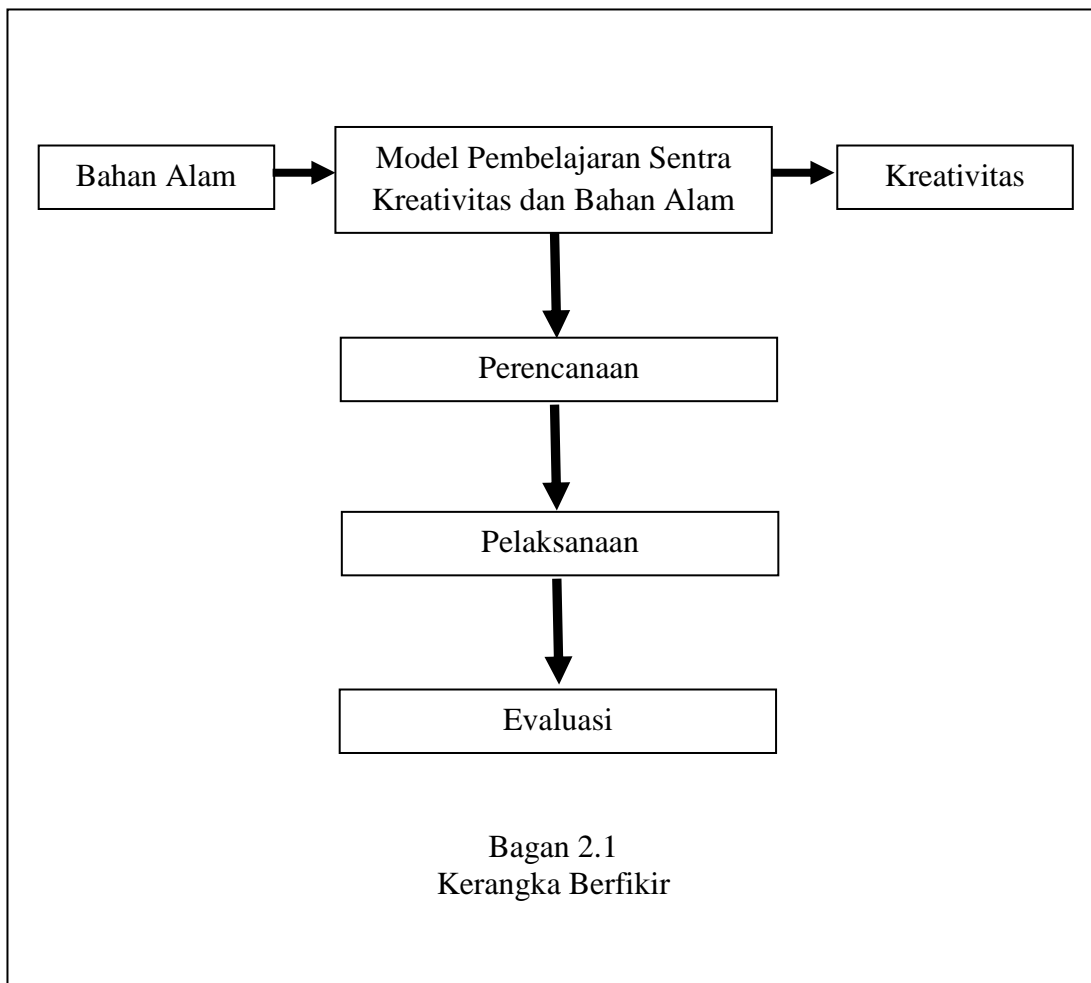 Bahan Alam
Model Pembelajaran Sentra
Kreativitas dan Bahan Alam
Kreativitas
Perencanaan
Pelaksanaan
Evaluasi
Bagan 2.1
Kerangka Berfikir